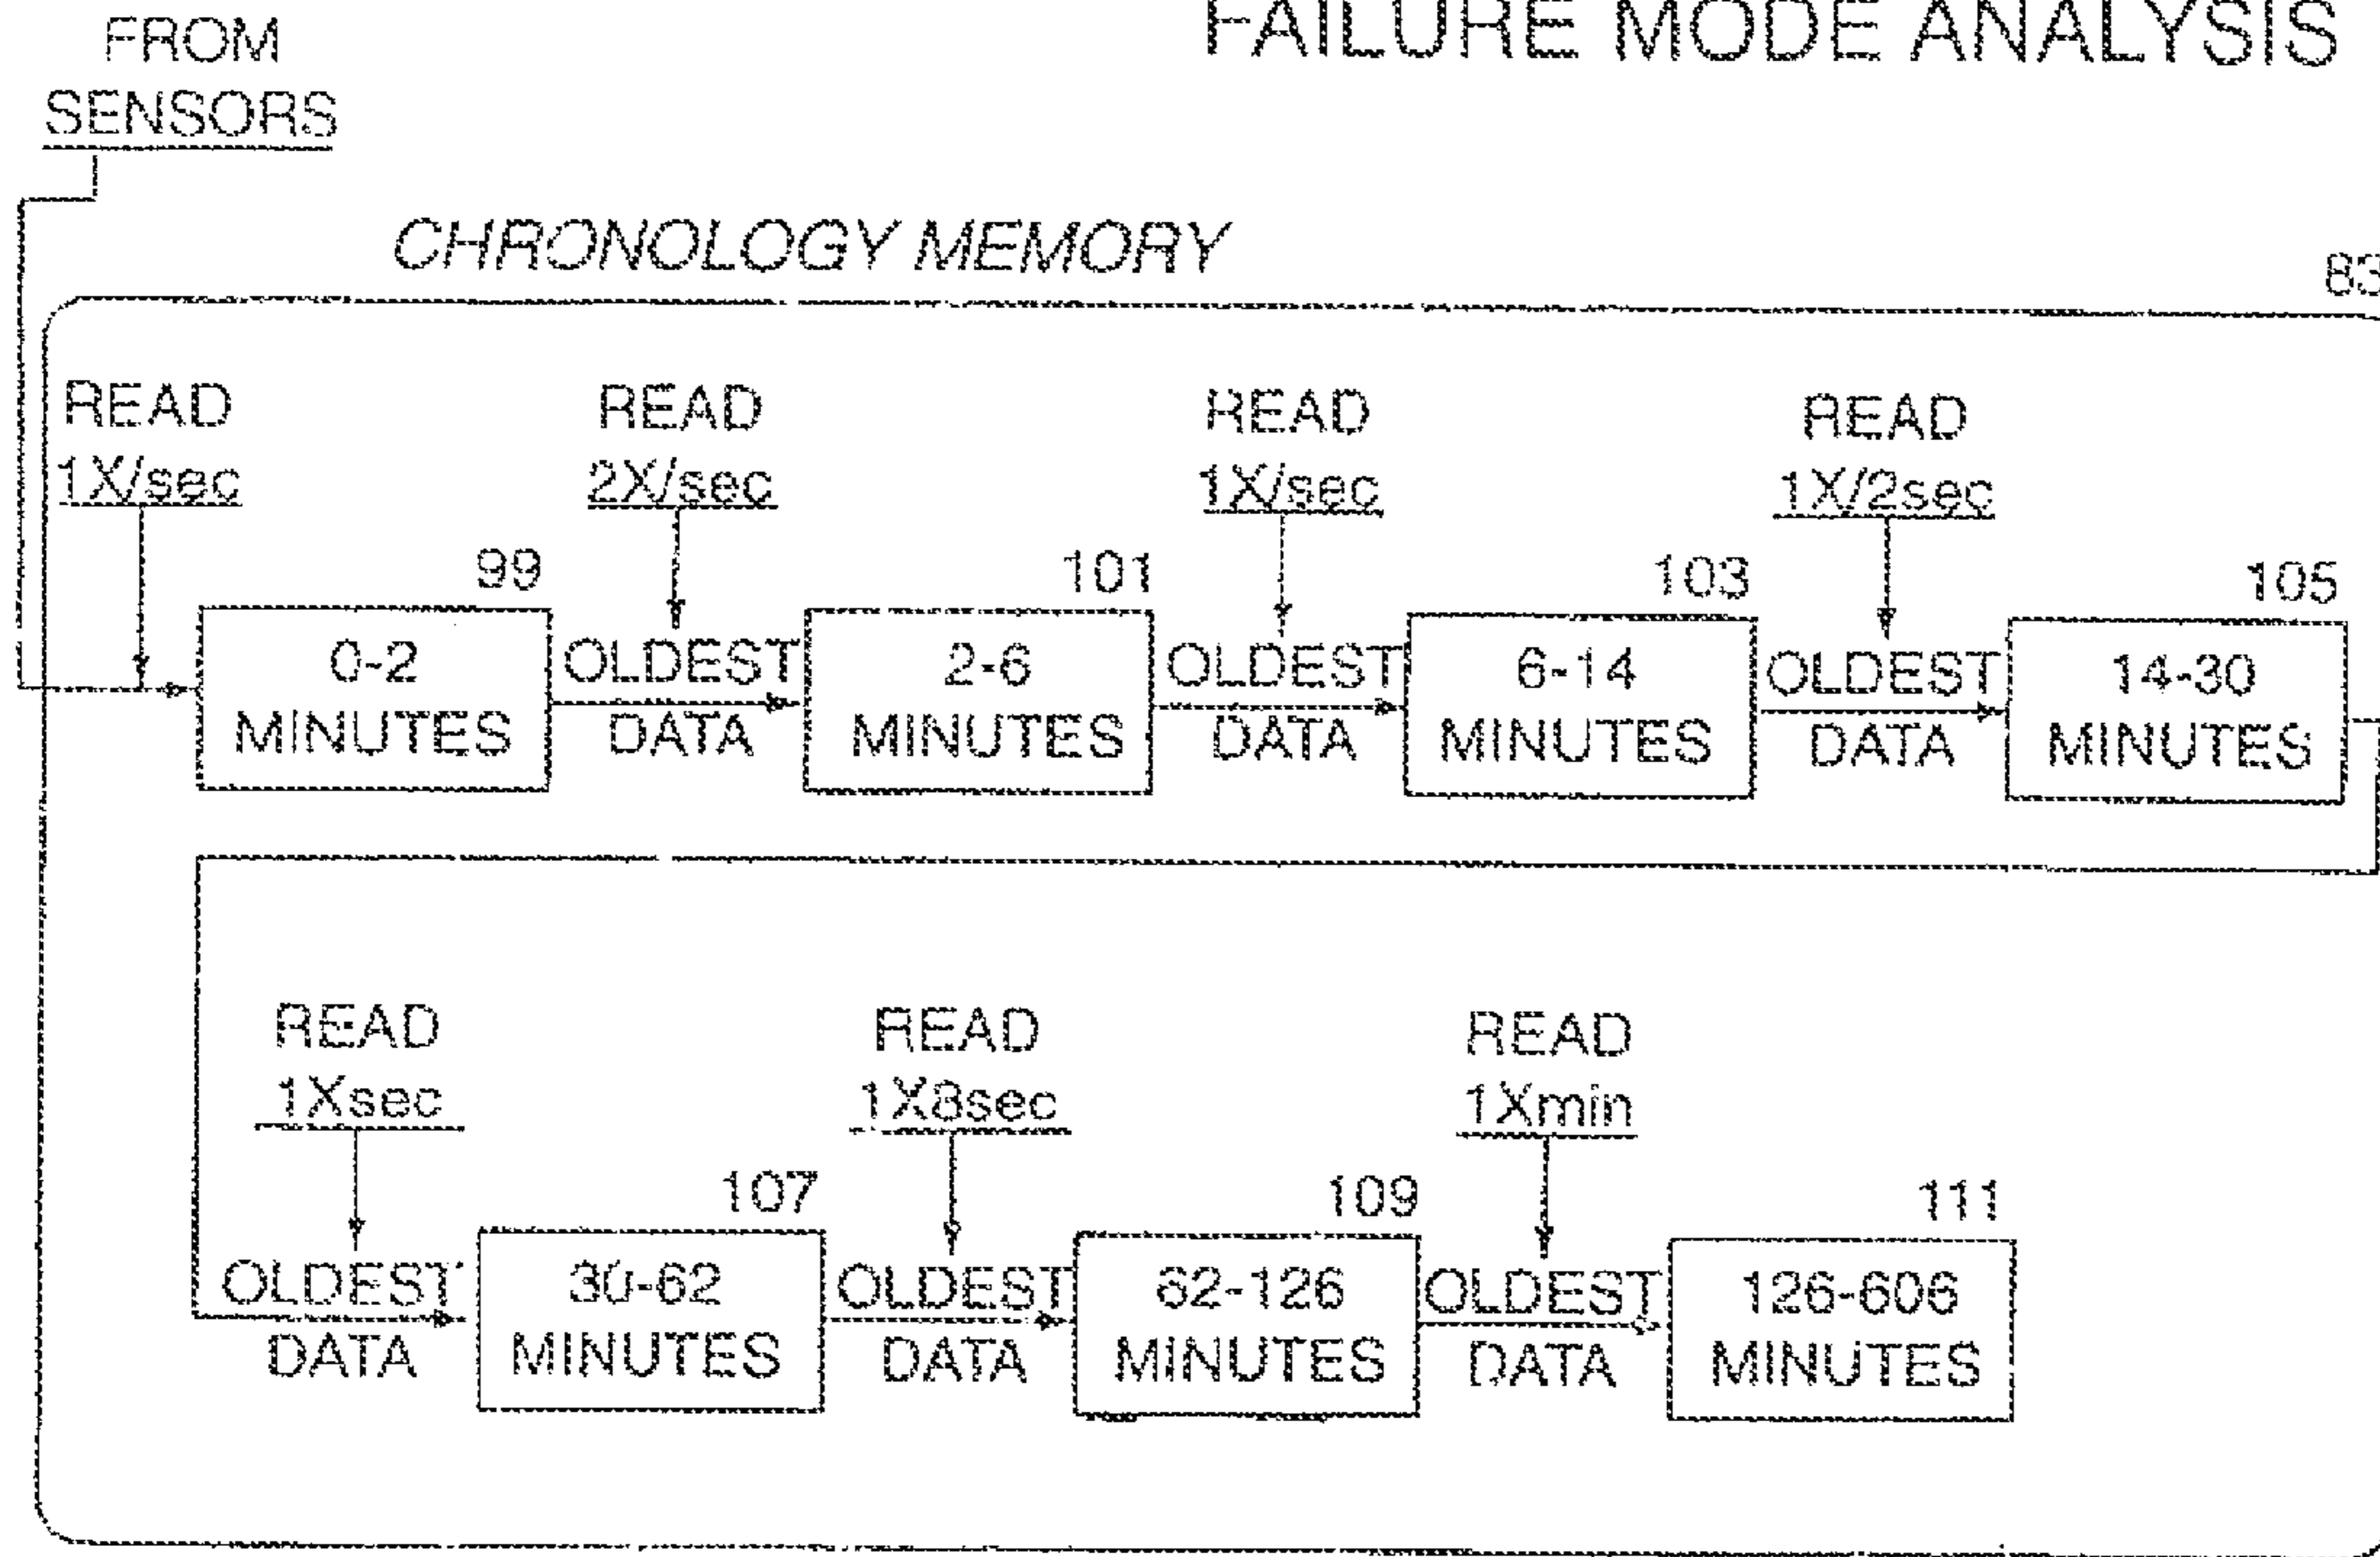 FAILURE MODE ANALYSIS
FROM
SENSORS
CHRONOLOGY MEMORY
83
READ
1X/sec
READ
2X/sec
READ
1X/sec
READ
1X/2sec
99
101
103
105
0-2
MINUTES
OLDEST
DATA
2-6
MINUTES
OLDEST
DATA
6-14
MINUTES
OLDEST
DATA
14-30
MINUTES
READ
1Xsec
READ
1X8sec
READ
1Xmin
107
109
111
OLDEST
DATA
30-62
MINUTES
OLDEST
DATA
62-126
MINUTES
OLDEST
DATA
126-606
MINUTES